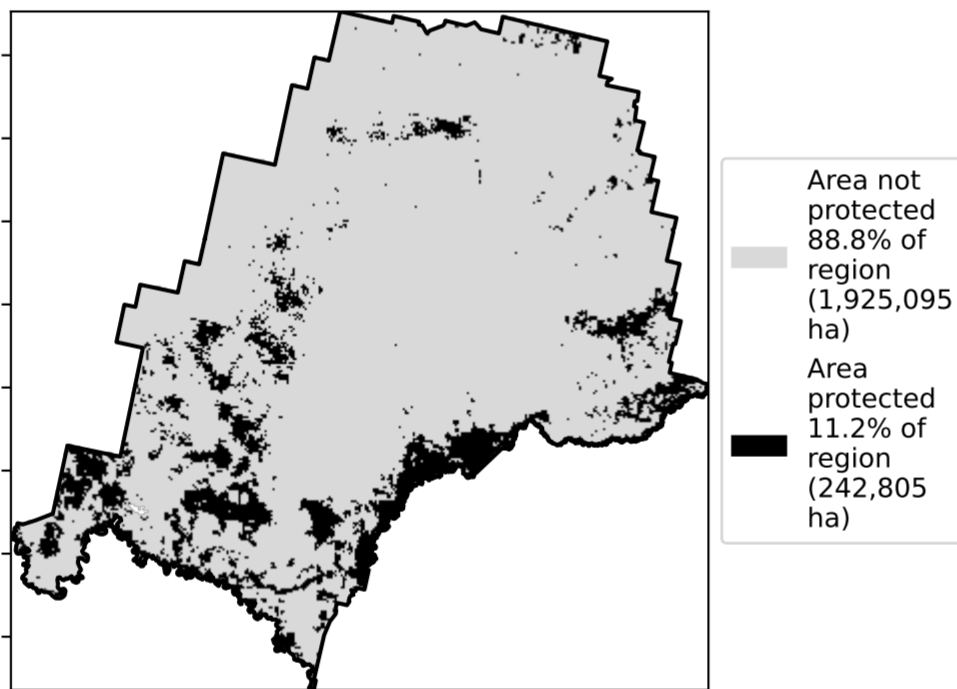 Area not
protected
88.8% of
region
(1,925,095
ha)
Area
protected
11.2% of
region
(242,805
ha)